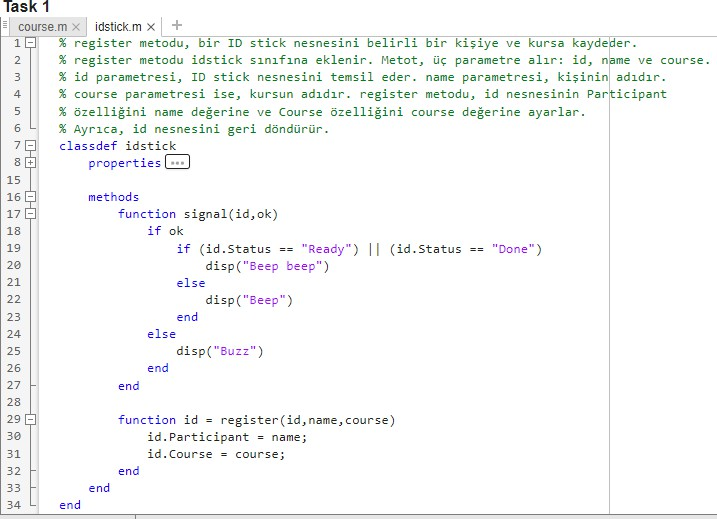 Task 1
course.m × idstick.m × +
1 % register metodu, bir ID stick nesnesini belirli bir kişiye ve kursa kaydeder.
2 % register metodu idstick sınıfına eklenir. Metot, üç parametre alır: id, name ve course.
3 % id parametresi, ID stick nesnesini temsil eder. name parametresi, kişinin adıdır.
4 % course parametresi ise, kursun adıdır. register metodu, id nesnesinin Participant
5 % özelliğini name değerine ve Course özelliğini course değerine ayarlar.
6 % Ayrıca, id nesnesini geri döndürür.
7 classdef idstick
8 properties ...
15
16 methods
17 function signal(id,ok)
18 if ok
19 if (id.Status == "Ready") || (id.Status == "Done")
20 disp("Beep beep")
21 else
22 disp("Beep")
23 end
24 else
25 disp("Buzz")
26 end
27 end
28
29 function id = register(id,name,course)
30 id.Participant = name;
31 id.Course = course;
32 end
33 end
34 end